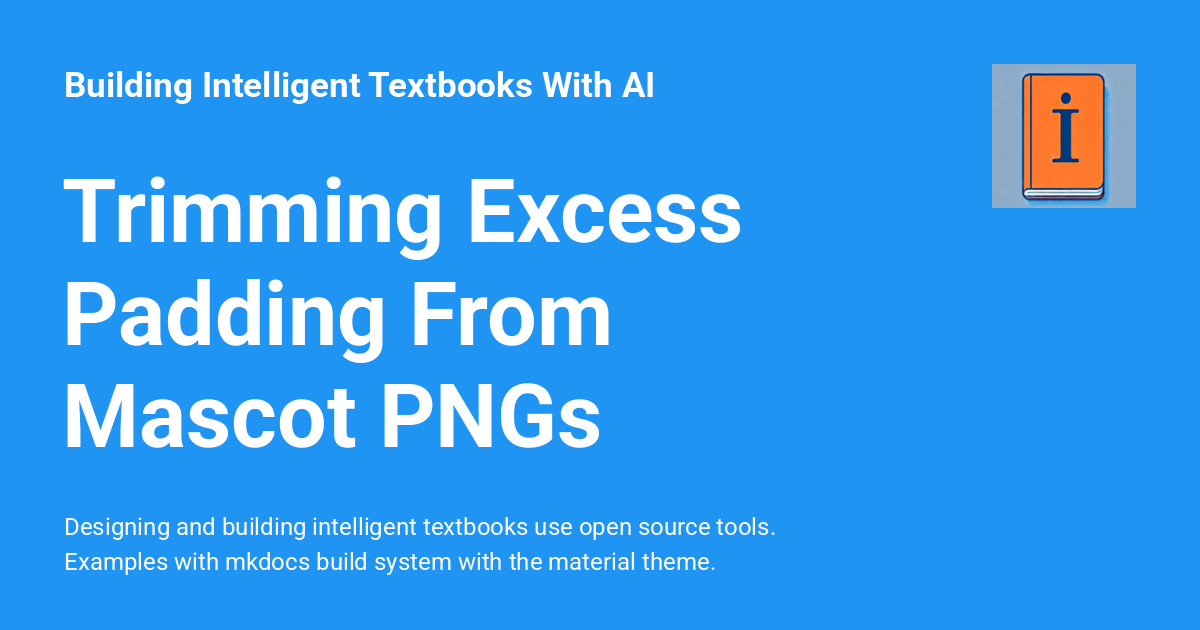 Building Intelligent Textbooks With AI
i
Trimming Excess
Padding From
Mascot PNGs
Designing and building intelligent textbooks use open source tools.
Examples with mkdocs build system with the material theme.